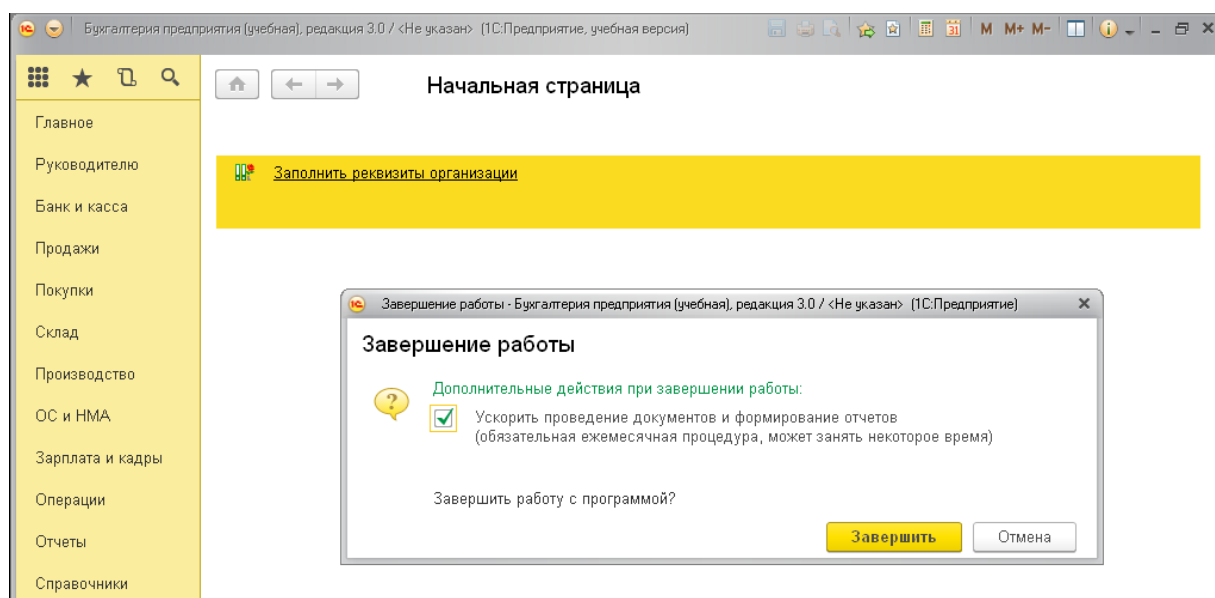 Бухгалтерия предприятия (учебная), редакция 3.0 / <Не указан> (1С:Предприятие, учебная версия)
31 M M+ M-
Начальная страница
Главное
Руководителю
Заполнить реквизиты организации
Банк и касса
Продажи
Покупки
Склад
Производство
ОС и НМА
Зарплата и кадры
Операции
Отчеты
Справочники
Завершение работы - Бухгалтерия предприятия (учебная), редакция 3.0 / <Не указан> (1С:Предприятие)
Завершение работы
Дополнительные действия при завершении работы:
Ускорить проведение документов и формирование отчетов
(обязательная ежемесячная процедура, может занять некоторое время)
Завершить работу с программой?
Завершить Отмена